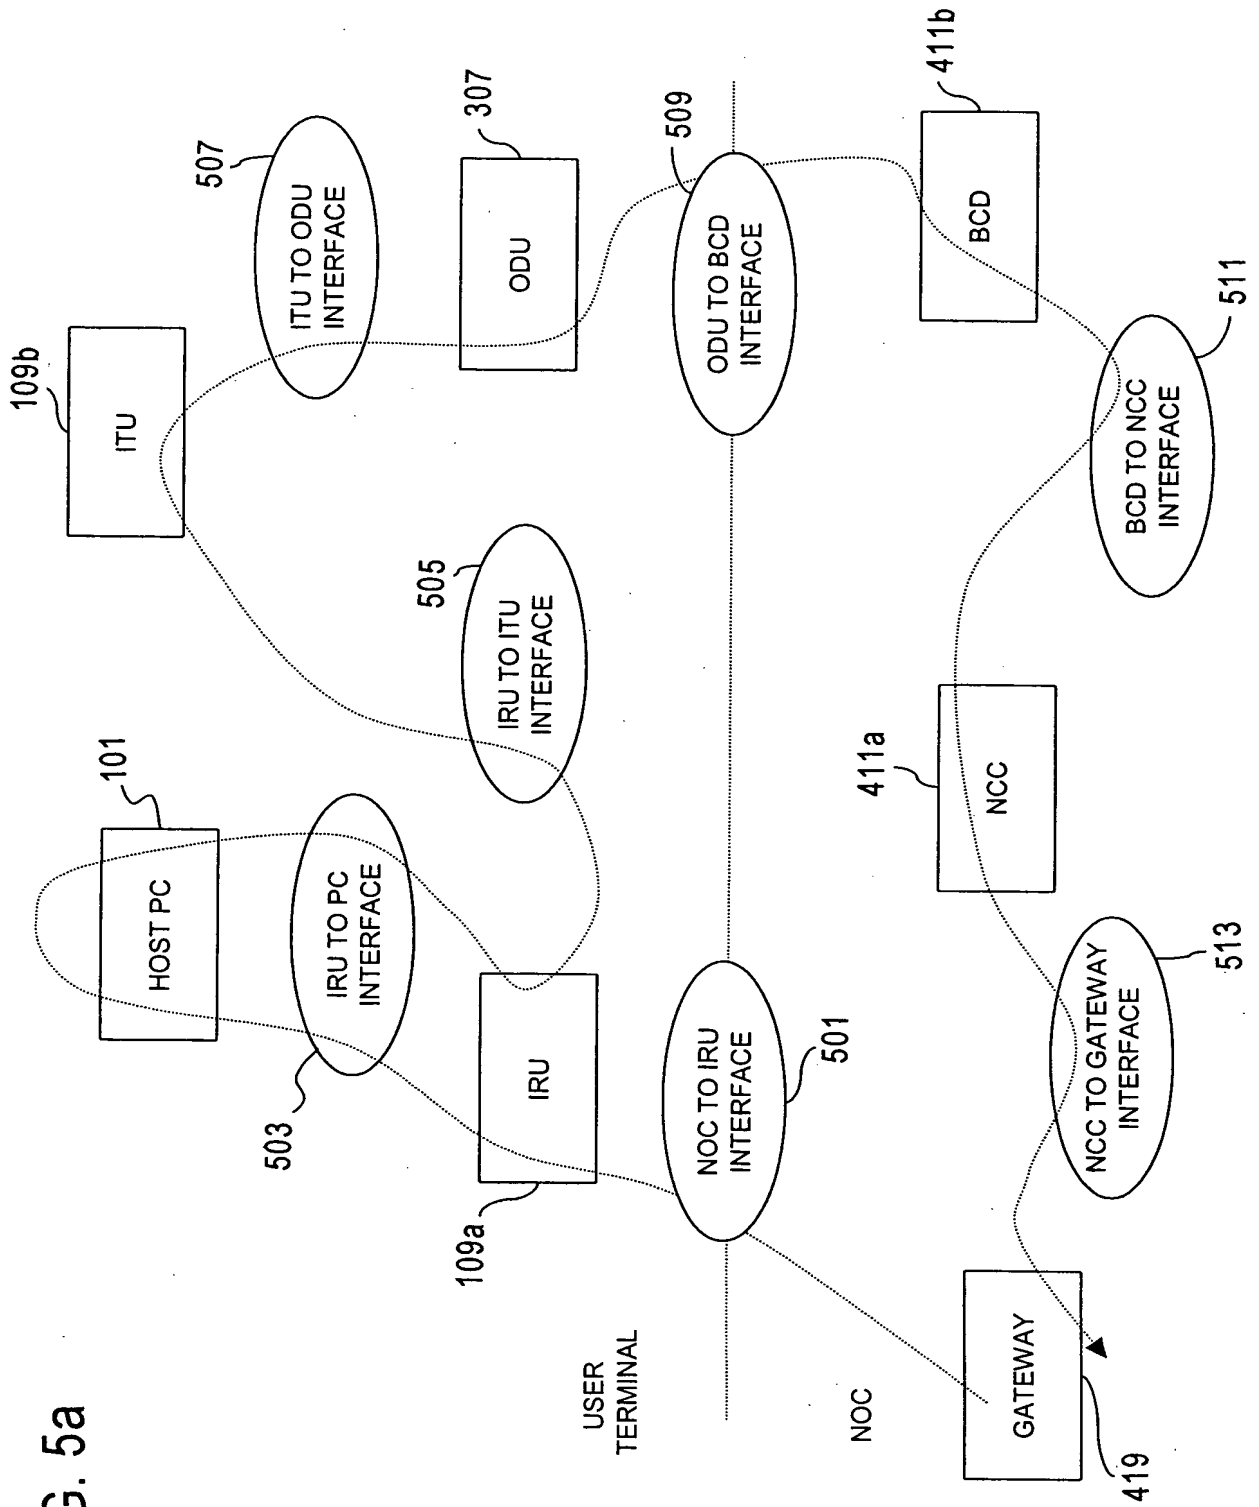 G. 5a
109b
101
HOST PC
ITU
507
503
IRU TO PC
INTERFACE
ITU TO ODU
INTERFACE
505
307
109a
IRU
IRU TO ITU
INTERFACE
ODU
USER
TERMINAL
509
NOC TO IRU
INTERFACE
ODU TO BCD
INTERFACE
501
NOC
411a
411b
GATEWAY
NCC
BCD
419
NCC TO GATEWAY
INTERFACE
BCD TO NCC
INTERFACE
513
511